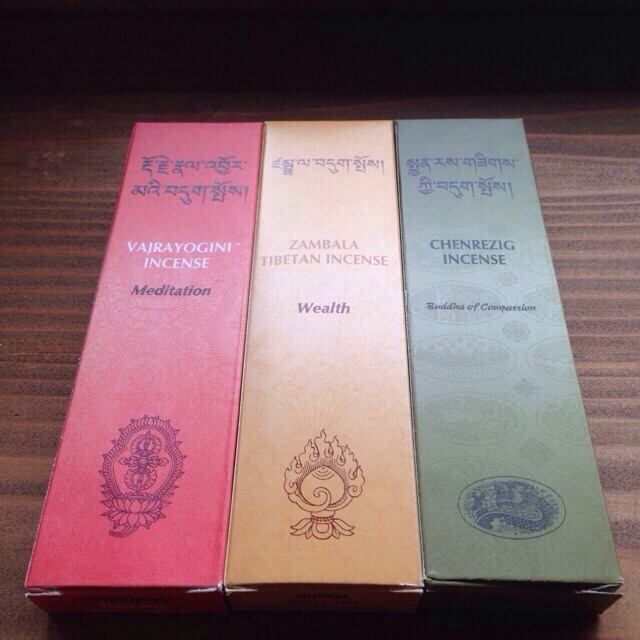 རྡོ་རྗེ་རྣལ་འབྱོར་
མའི་བདུག་སྤོས།
VAJRAYOGINI
INCENSE
Meditation
ཛམྦྷ་ལ་བདུག་སྤོས།
ZAMBALA
TIBETAN INCENSE
Wealth
སྤྱན་རས་གཟིགས་
ཀྱི་བདུག་སྤོས།
CHENREZIG
INCENSE
Buddha of Compassion